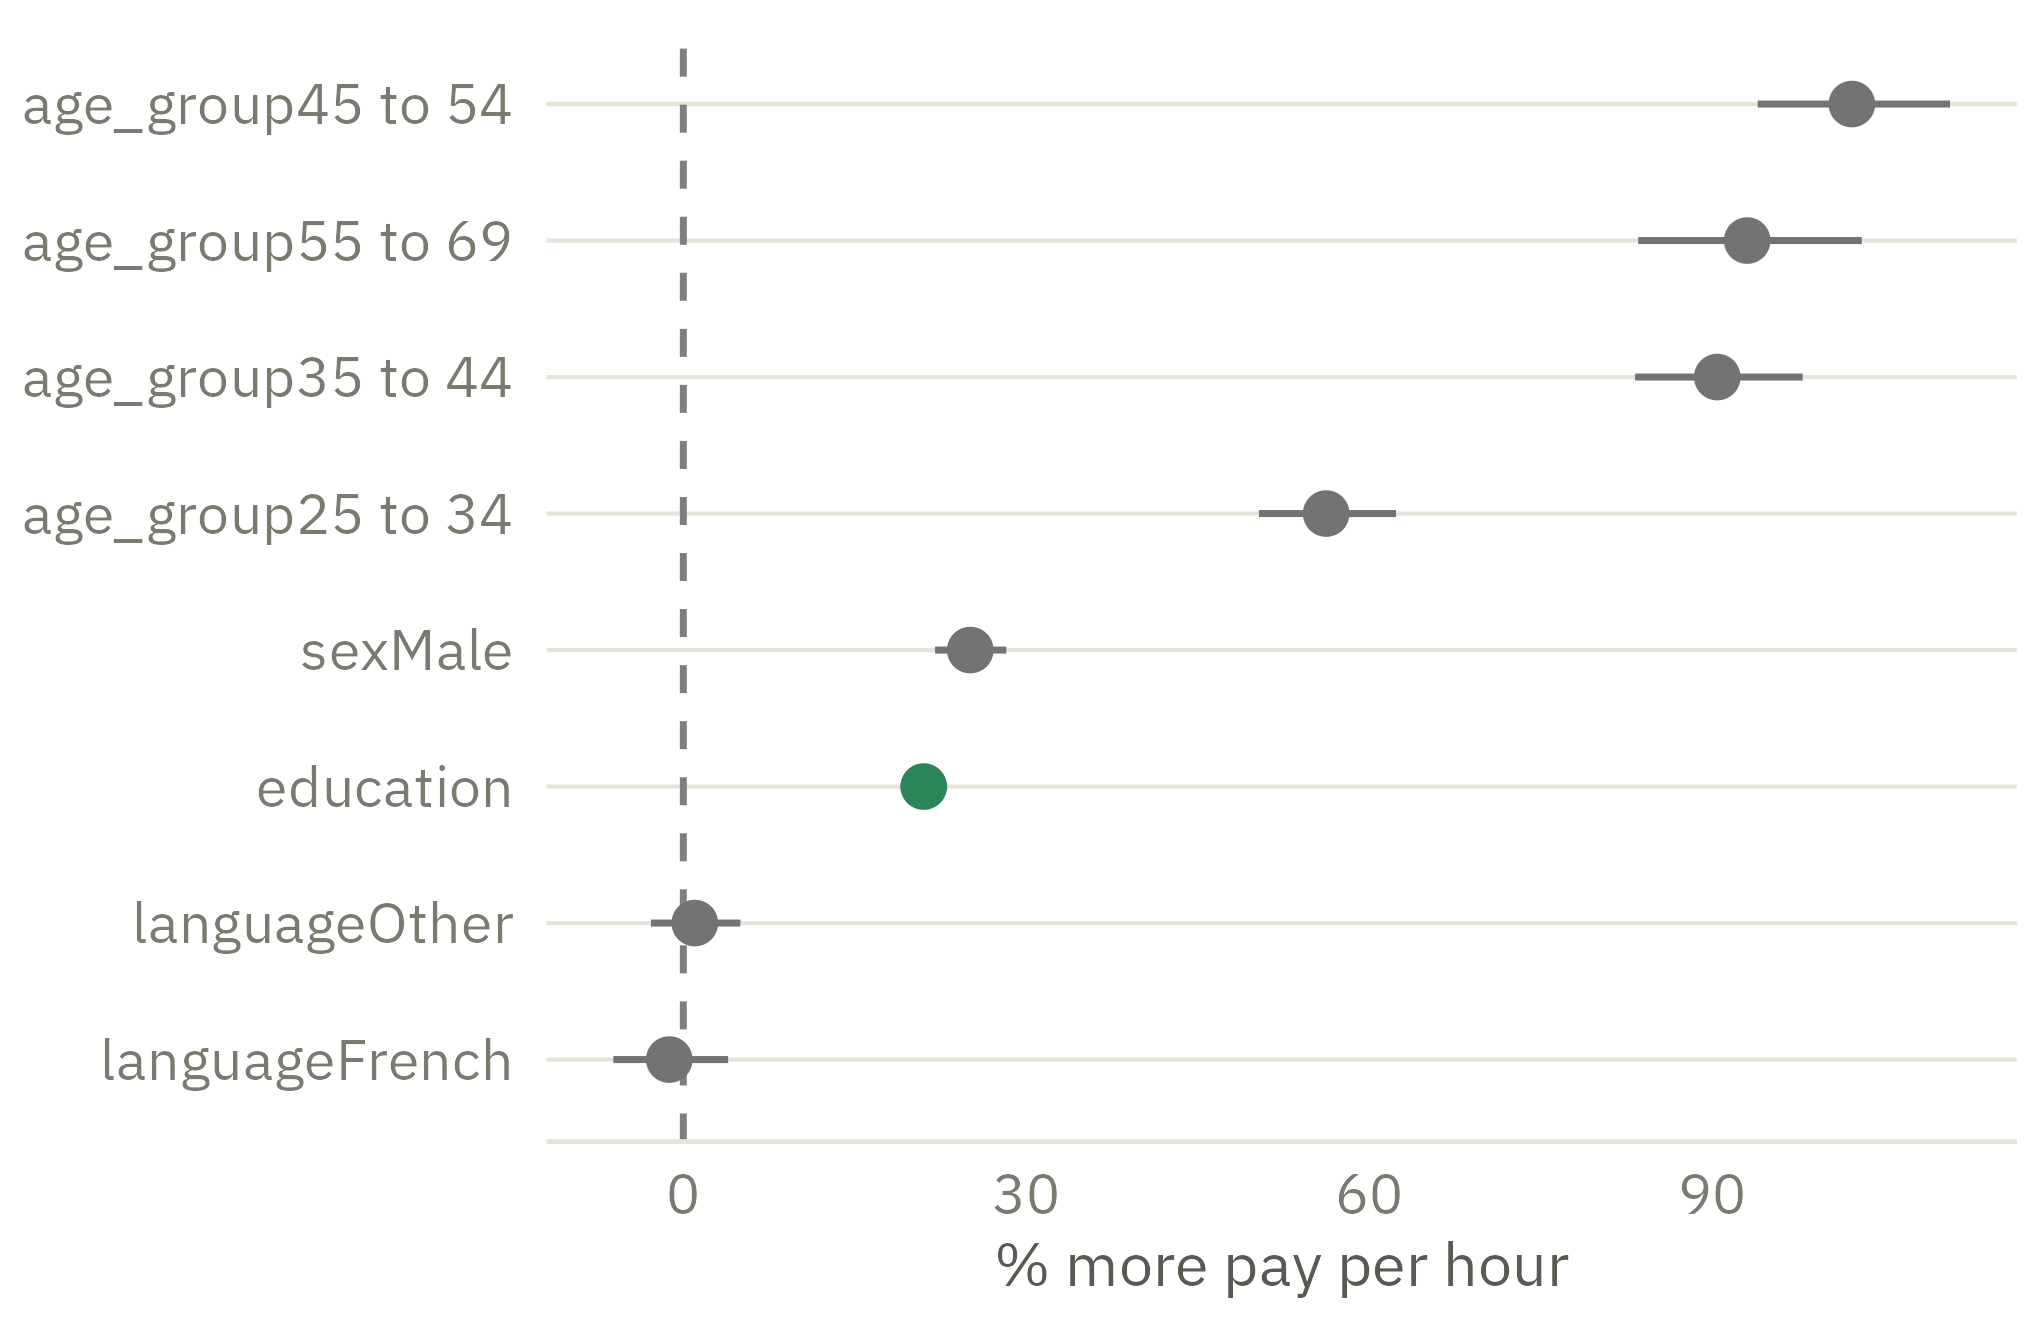 age_group45 to 54
age_group55 to 69
age_group35 to 44
age_group25 to 34
sexMale
education
languageOther
languageFrench
0 30 60 90
% more pay per hour